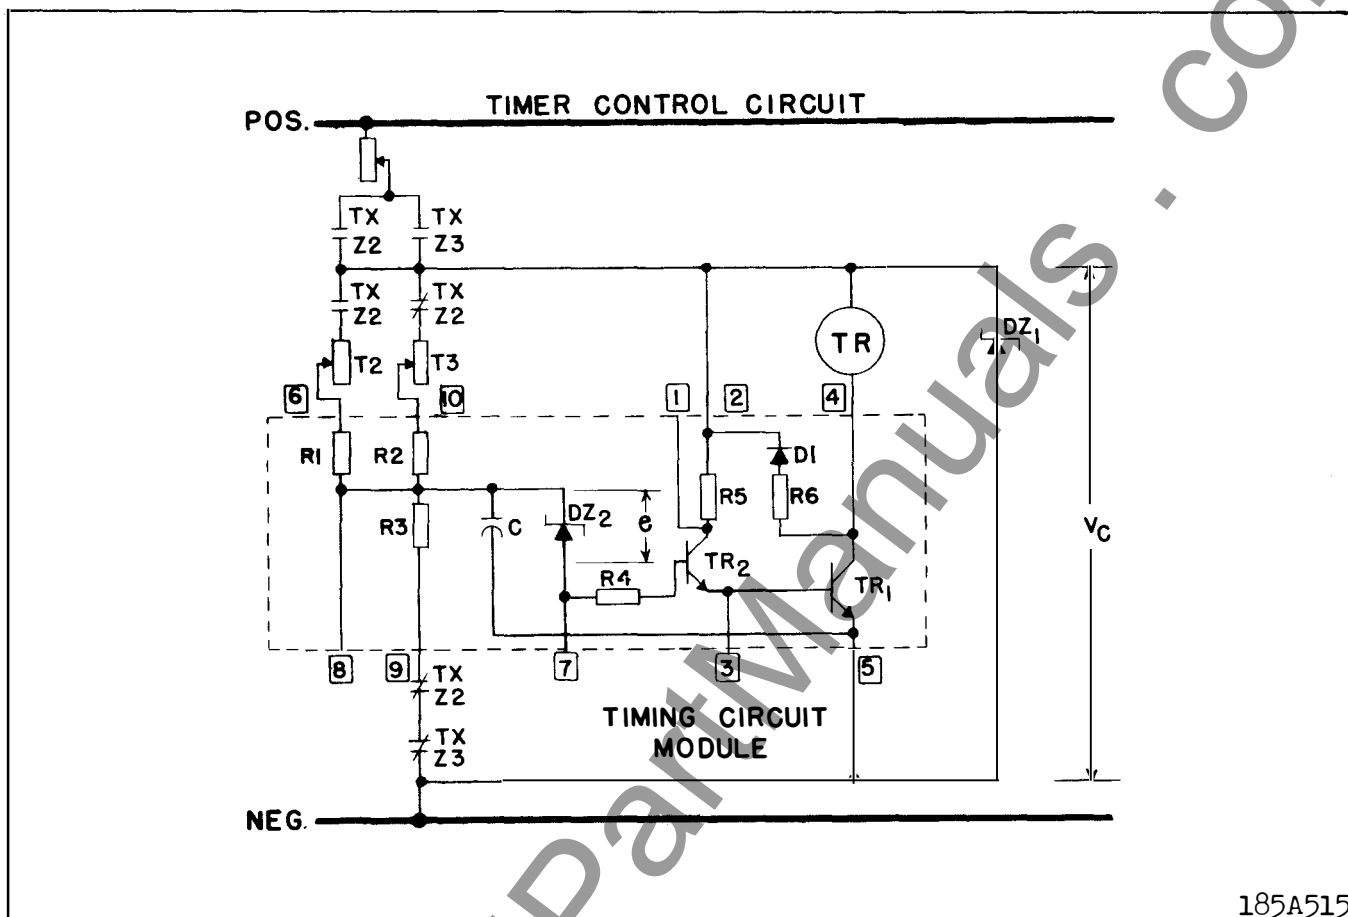 TIMER CONTROL CIRCUIT
POS.
TX
Z2
TX
Z3
TX
Z2
TX
Z2
T2
T3
TR
DZ1
6
10
1
2
4
R1
R2
R3
C
DZ2
e
R4
R5
D1
R6
TR2
TR1
VC
8
9
7
3
5
TX
Z2
TX
Z3
TIMING CIRCUIT
MODULE
NEG.
185A515
PartManuals . co